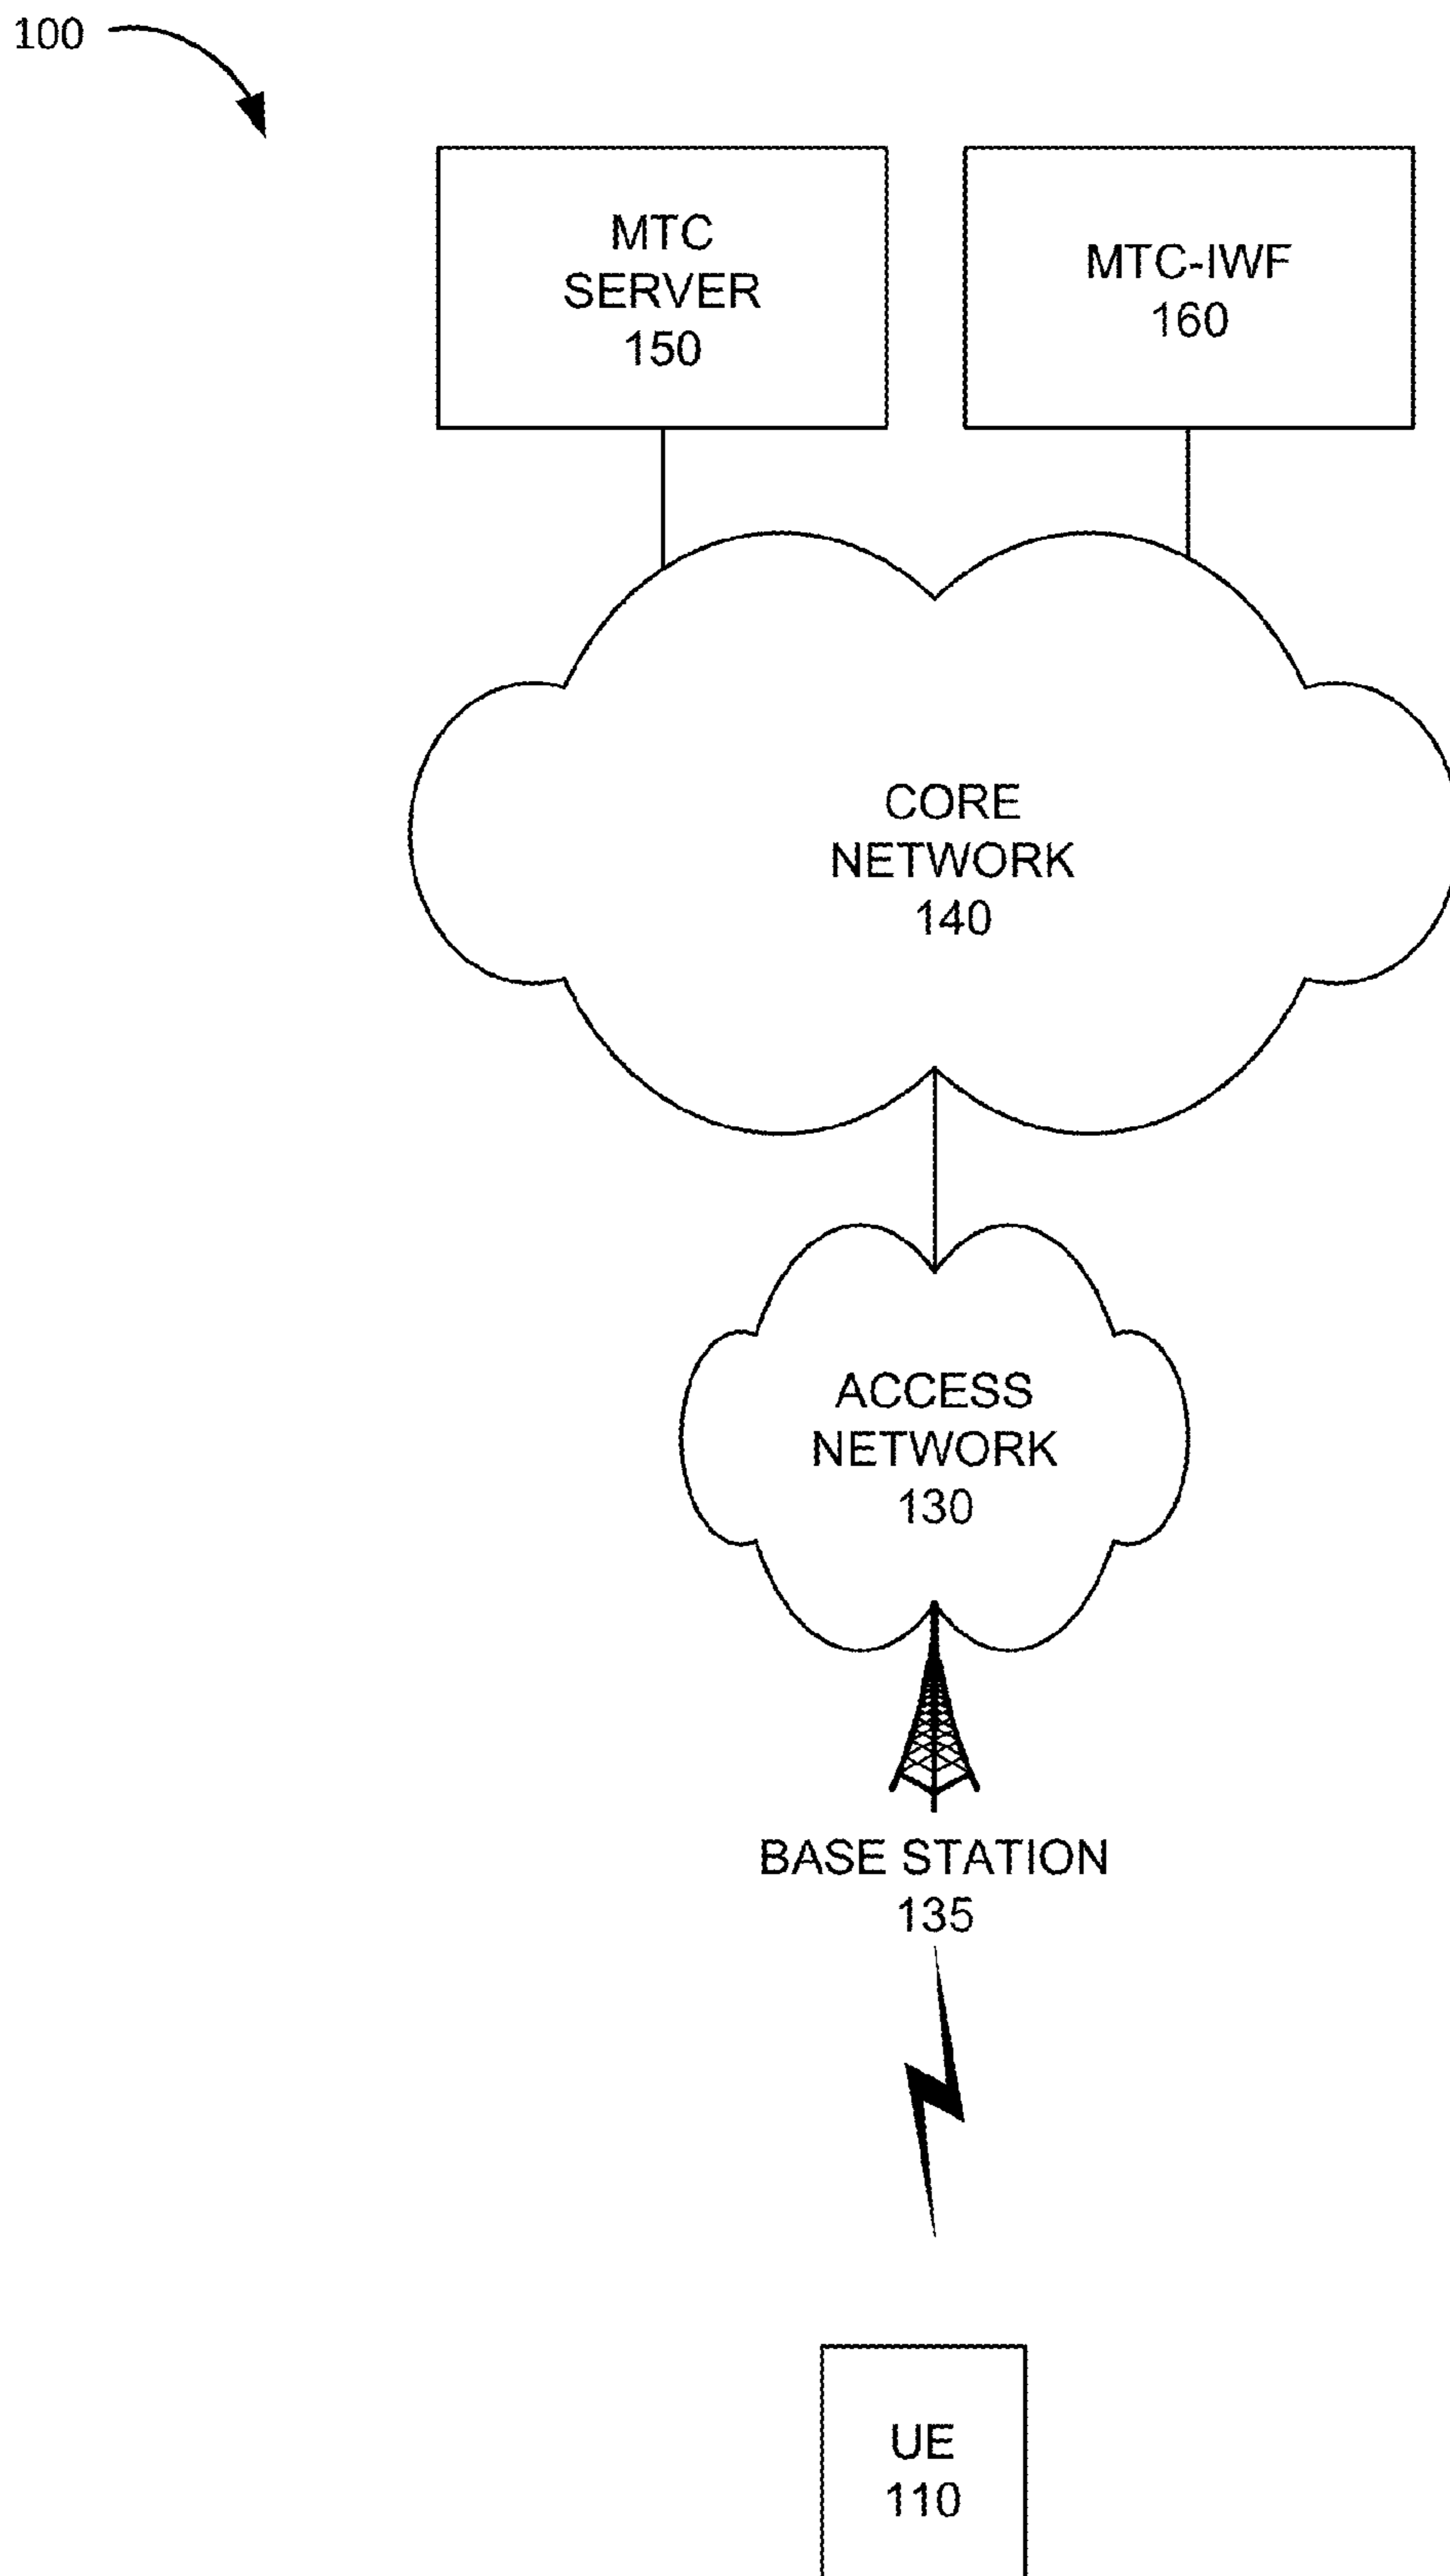 100
MTC
SERVER
150
MTC-IWF
160
CORE
NETWORK
140
ACCESS
NETWORK
130
BASE STATION
135
UE
110